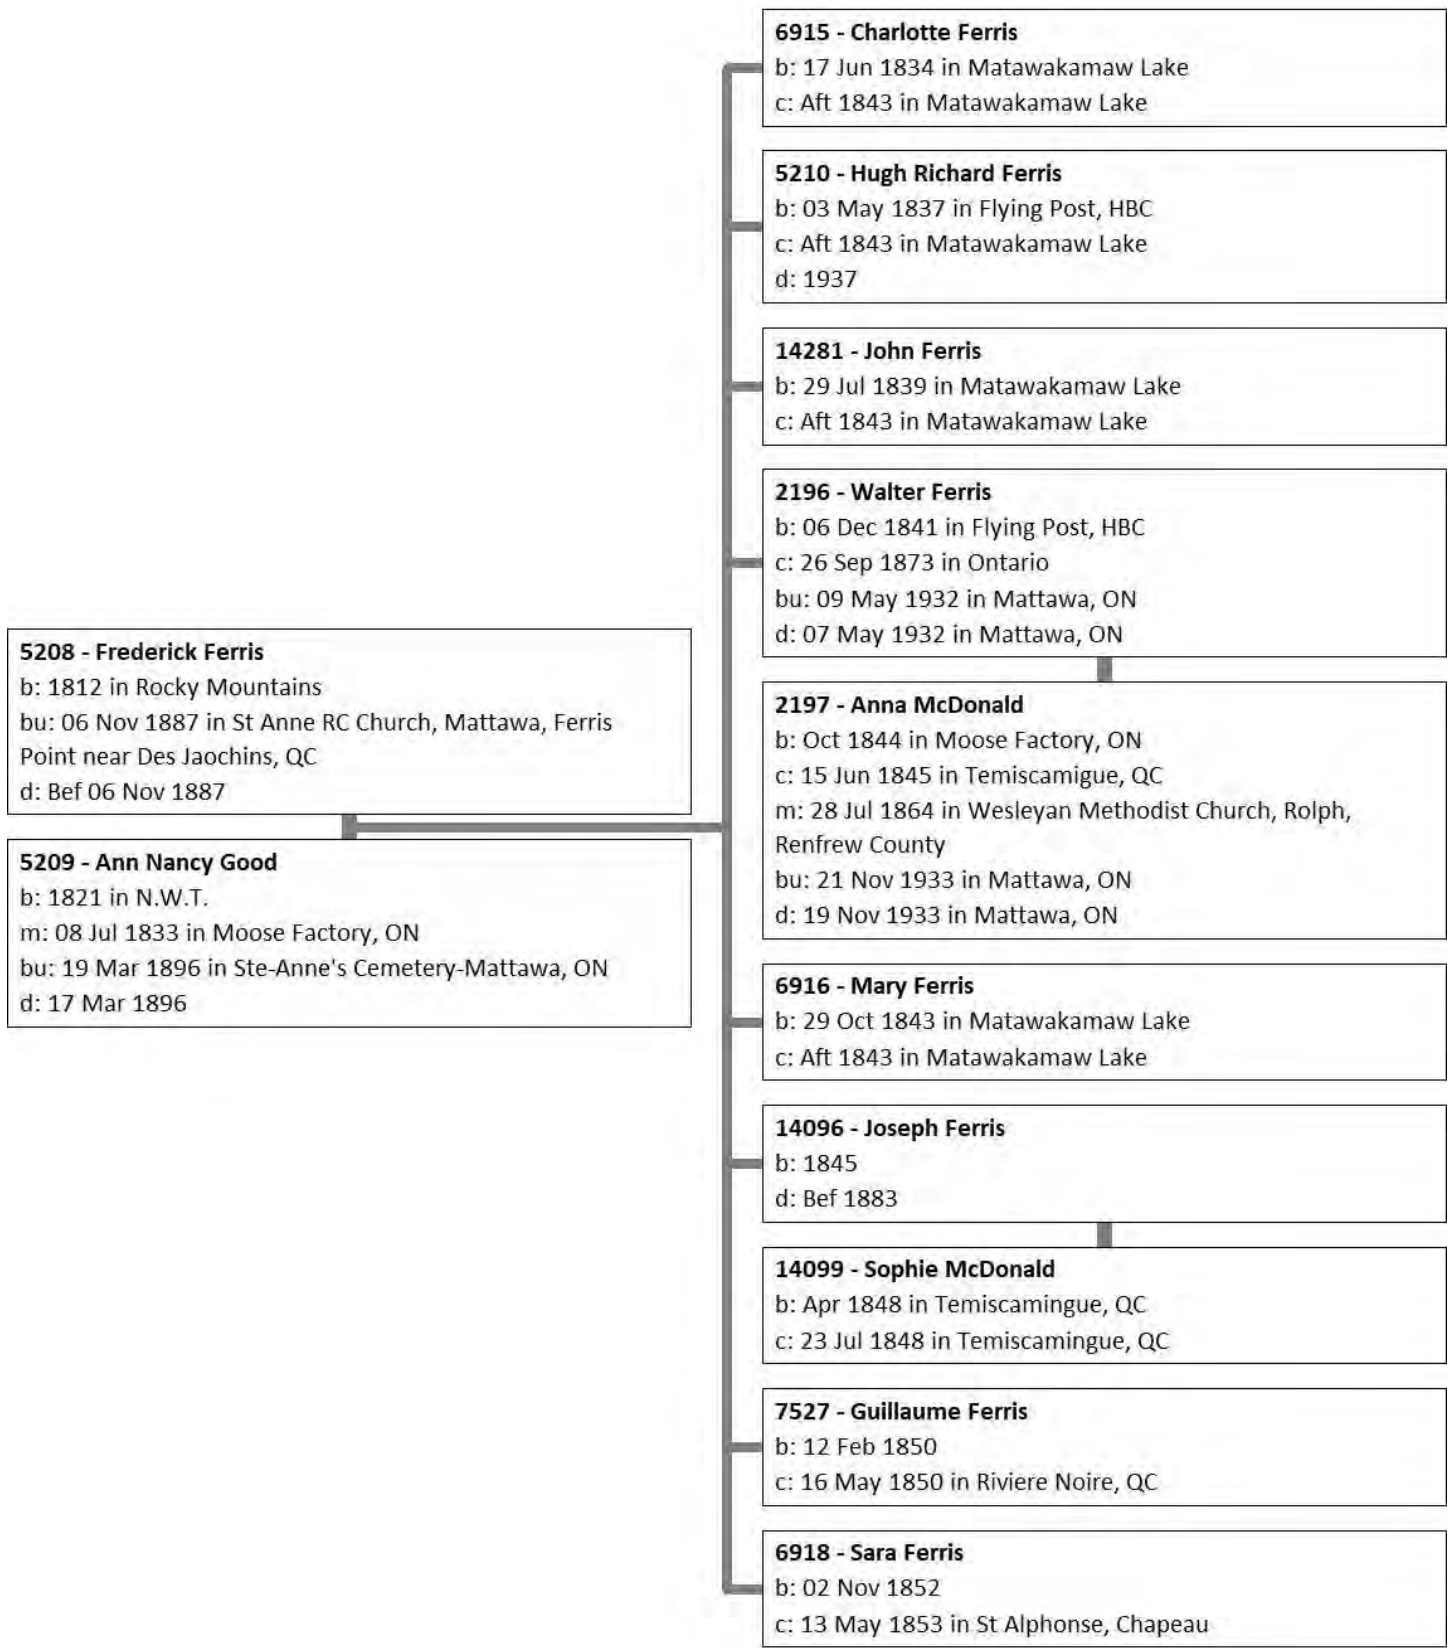 6915 - Charlotte Ferris
b: 17 Jun 1834 in Matawakamaw Lake
c: Aft 1843 in Matawakamaw Lake
5210 - Hugh Richard Ferris
b: 03 May 1837 in Flying Post, HBC
c: Aft 1843 in Matawakamaw Lake
d: 1937
14281 - John Ferris
b: 29 Jul 1839 in Matawakamaw Lake
c: Aft 1843 in Matawakamaw Lake
2196 - Walter Ferris
b: 06 Dec 1841 in Flying Post, HBC
c: 26 Sep 1873 in Ontario
bu: 09 May 1932 in Mattawa, ON
d: 07 May 1932 in Mattawa, ON
5208 - Frederick Ferris
b: 1812 in Rocky Mountains
bu: 06 Nov 1887 in St Anne RC Church, Mattawa, Ferris
Point near Des Jaochins, QC
d: Bef 06 Nov 1887
5209 - Ann Nancy Good
b: 1821 in N.W.T.
m: 08 Jul 1833 in Moose Factory, ON
bu: 19 Mar 1896 in Ste-Anne's Cemetery-Mattawa, ON
d: 17 Mar 1896
2197 - Anna McDonald
b: Oct 1844 in Moose Factory, ON
c: 15 Jun 1845 in Temiscamigue, QC
m: 28 Jul 1864 in Wesleyan Methodist Church, Rolph,
Renfrew County
bu: 21 Nov 1933 in Mattawa, ON
d: 19 Nov 1933 in Mattawa, ON
6916 - Mary Ferris
b: 29 Oct 1843 in Matawakamaw Lake
c: Aft 1843 in Matawakamaw Lake
14096 - Joseph Ferris
b: 1845
d: Bef 1883
14099 - Sophie McDonald
b: Apr 1848 in Temiscamingue, QC
c: 23 Jul 1848 in Temiscamingue, QC
7527 - Guillaume Ferris
b: 12 Feb 1850
c: 16 May 1850 in Riviere Noire, QC
6918 - Sara Ferris
b: 02 Nov 1852
c: 13 May 1853 in St Alphonse, Chapeau